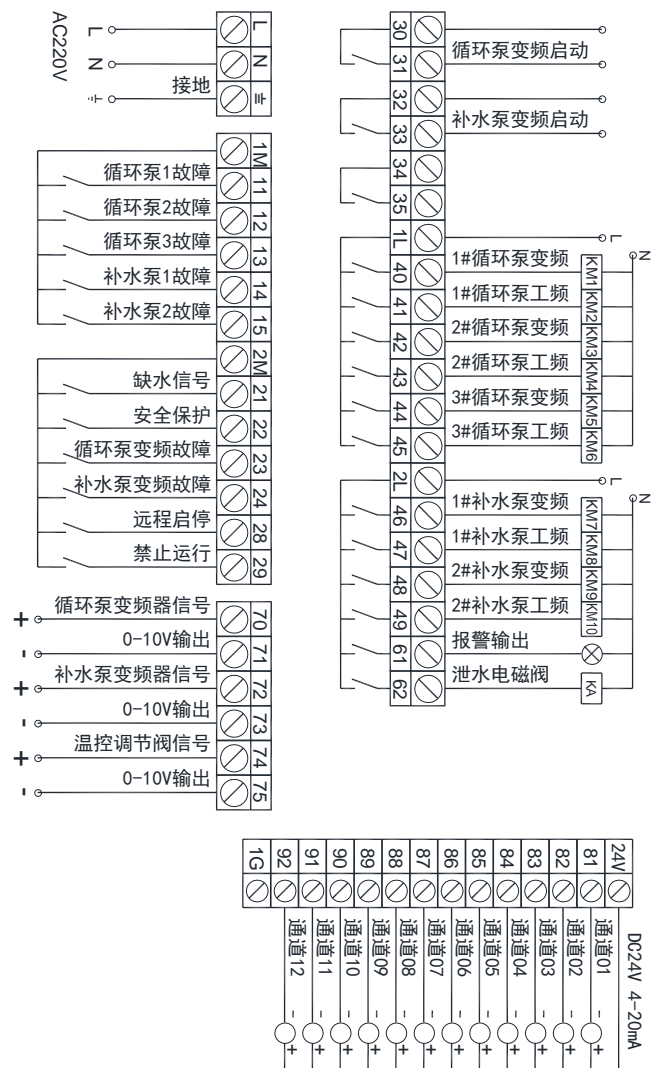 AC220V
L
N
接地
L
N
1M
循环泵1故障
11
循环泵2故障
12
循环泵3故障
13
补水泵1故障
14
补水泵2故障
15
2M
缺水信号
21
安全保护
22
循环泵变频故障
23
补水泵变频故障
24
远程启停
28
禁止运行
29
循环泵变频器信号
+
70
0-10V输出
-
71
补水泵变频器信号
+
72
0-10V输出
-
73
温控调节阀信号
+
74
0-10V输出
-
75
30
循环泵变频启动
31
32
补水泵变频启动
33
34
35
1L
L
N
40
1#循环泵变频
KM1
41
1#循环泵工频
KM2
42
2#循环泵变频
KM3
43
2#循环泵工频
KM4
44
3#循环泵变频
KM5
45
3#循环泵工频
KM6
2L
L
N
46
1#补水泵变频
KM7
47
1#补水泵工频
KM8
48
2#补水泵变频
KM9
49
2#补水泵工频
KM10
61
报警输出
62
泄水电磁阀
KA
1G 92 91 90 89 88 87 86 85 84 83 82 81 24V
DC24V 4-20mA
通道12
- +
通道11
- +
通道10
- +
通道09
- +
通道08
- +
通道07
- +
通道06
- +
通道05
- +
通道04
- +
通道03
- +
通道02
- +
通道01
- +